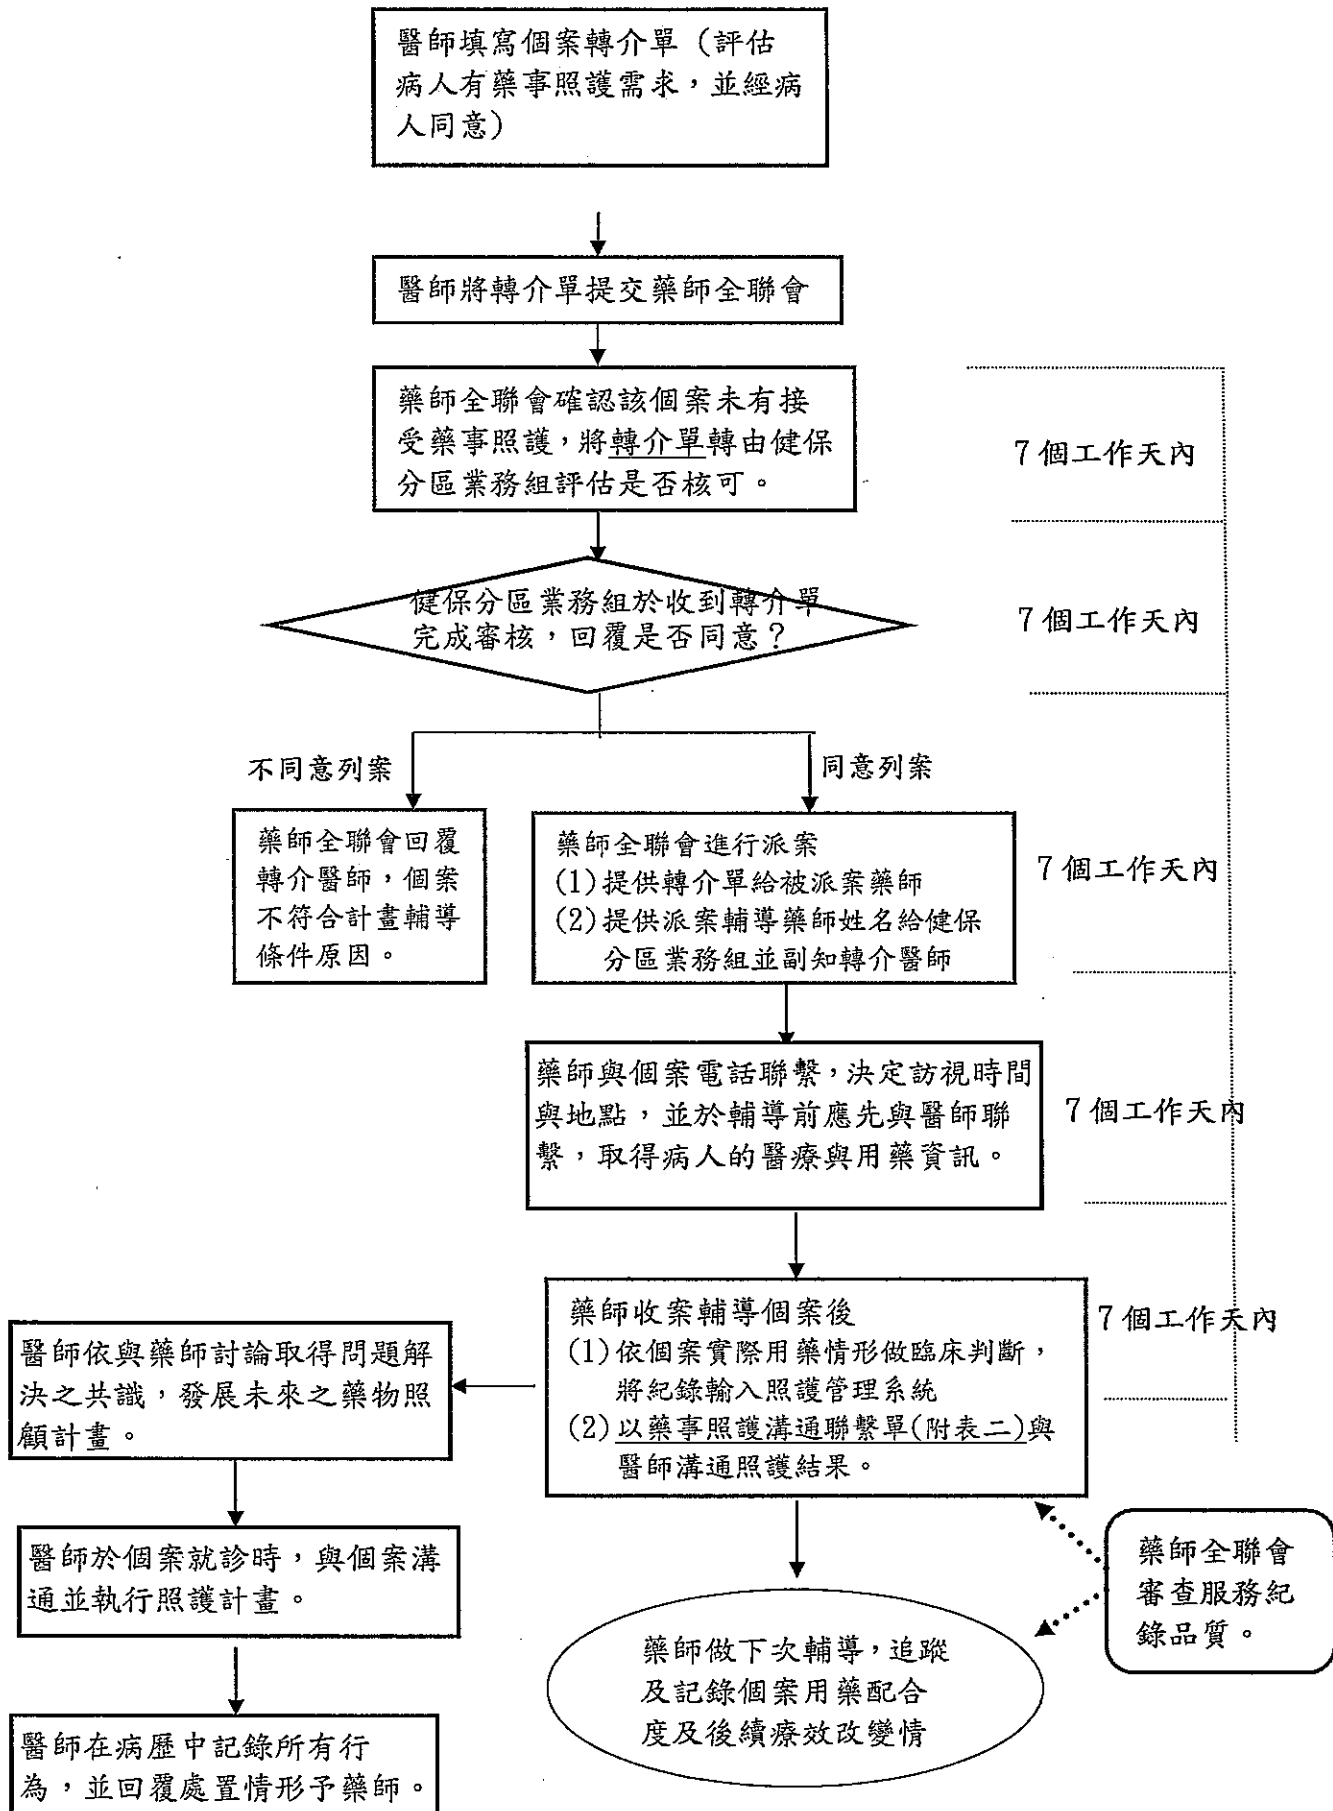 醫師填寫個案轉介單（評估
病人有藥事照護需求，並經病
人同意）
醫師將轉介單提交藥師全聯會
藥師全聯會確認該個案未有接
受藥事照護，將轉介單轉由健保
分區業務組評估是否核可。
7個工作天內
健保分區業務組於收到轉介單
完成審核，回覆是否同意？
7個工作天內
不同意列案
同意列案
藥師全聯會回覆
轉介醫師，個案
不符合計畫輔導
條件原因。
藥師全聯會進行派案
(1)提供轉介單給被派案藥師
(2)提供派案輔導藥師姓名給健保
分區業務組並副知轉介醫師
7個工作天內
藥師與個案電話聯繫，決定訪視時間
與地點，並於輔導前應先與醫師聯
繫，取得病人的醫療與用藥資訊。
7個工作天內
藥師收案輔導個案後
(1)依個案實際用藥情形做臨床判斷，
將紀錄輸入照護管理系統
(2)以藥事照護溝通聯繫單(附表二)與
醫師溝通照護結果。
7個工作天內
醫師依與藥師討論取得問題解
決之共識，發展未來之藥物照
顧計畫。
醫師於個案就診時，與個案溝
通並執行照護計畫。
醫師在病歷中記錄所有行
為，並回覆處置情形予藥師。
藥師做下次輔導，追蹤
及記錄個案用藥配合
度及後續療效改變情
藥師全聯會
審查服務紀
錄品質。